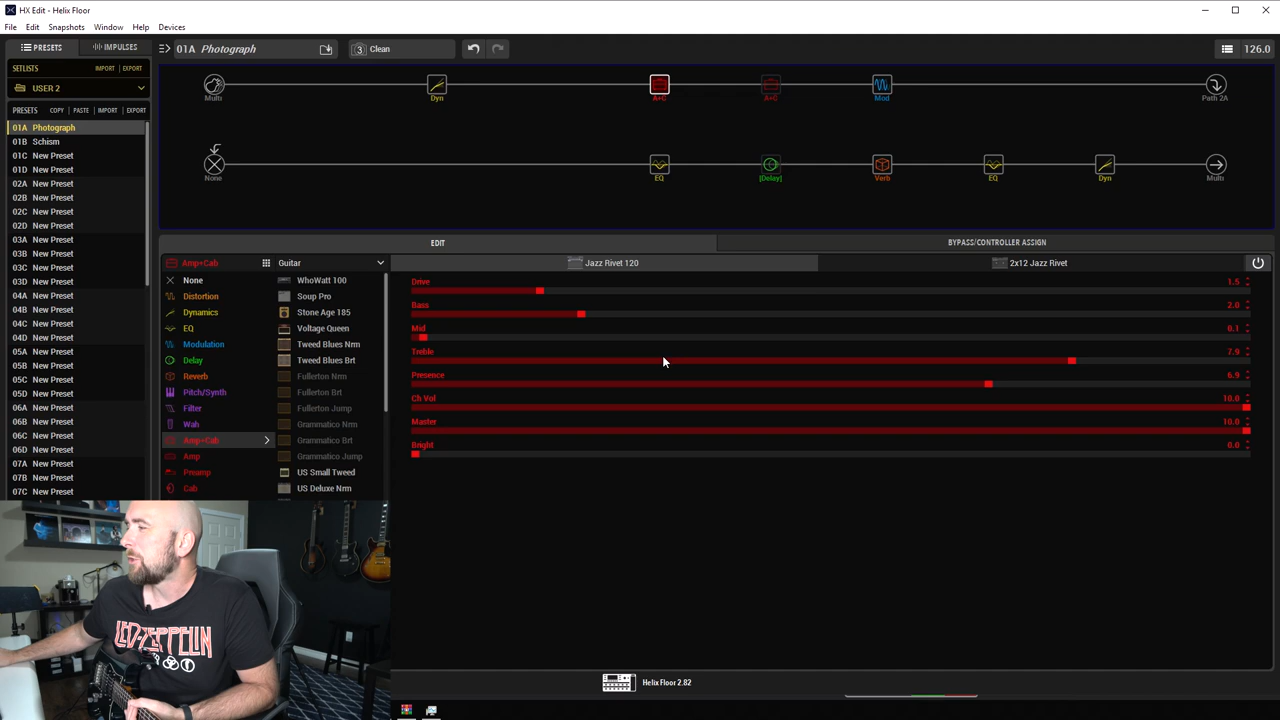 HX Edit - Helix Floor
File Edit Snapshots Window Help Devices
PRESETS IMPULSES
01A Photograph
3 Clean
126.0
SETLISTS IMPORT EXPORT
USER 2
PRESETS COPY PASTE IMPORT EXPORT
01A Photograph
01B Schism
01C New Preset
01D New Preset
02A New Preset
02B New Preset
02C New Preset
02D New Preset
03A New Preset
03B New Preset
03C New Preset
03D New Preset
04A New Preset
04B New Preset
04C New Preset
04D New Preset
05A New Preset
05B New Preset
05C New Preset
05D New Preset
06A New Preset
06B New Preset
06C New Preset
06D New Preset
07A New Preset
07B New Preset
07C New Preset
Multi Dyn A+C A+C Mod Path 2A
None EQ [Delay] Verb EQ Dyn Multi
EDIT BYPASS/CONTROLLER ASSIGN
Amp+Cab Guitar
Jazz Rivet 120 2x12 Jazz Rivet
None
Distortion
Dynamics
EQ
Modulation
Delay
Reverb
Pitch/Synth
Filter
Wah
Amp+Cab
Amp
Preamp
Cab
WhoWatt 100
Soup Pro
Stone Age 185
Voltage Queen
Tweed Blues Nrm
Tweed Blues Brt
Fullerton Nrm
Fullerton Brt
Fullerton Jump
Grammatico Nrm
Grammatico Brt
Grammatico Jump
US Small Tweed
US Deluxe Nrm
Drive 1.5
Bass 2.0
Mid 0.1
Treble 7.9
Presence 6.9
Ch Vol 10.0
Master 10.0
Bright 0.0
LED-ZEPPELIN
Helix Floor 2.82